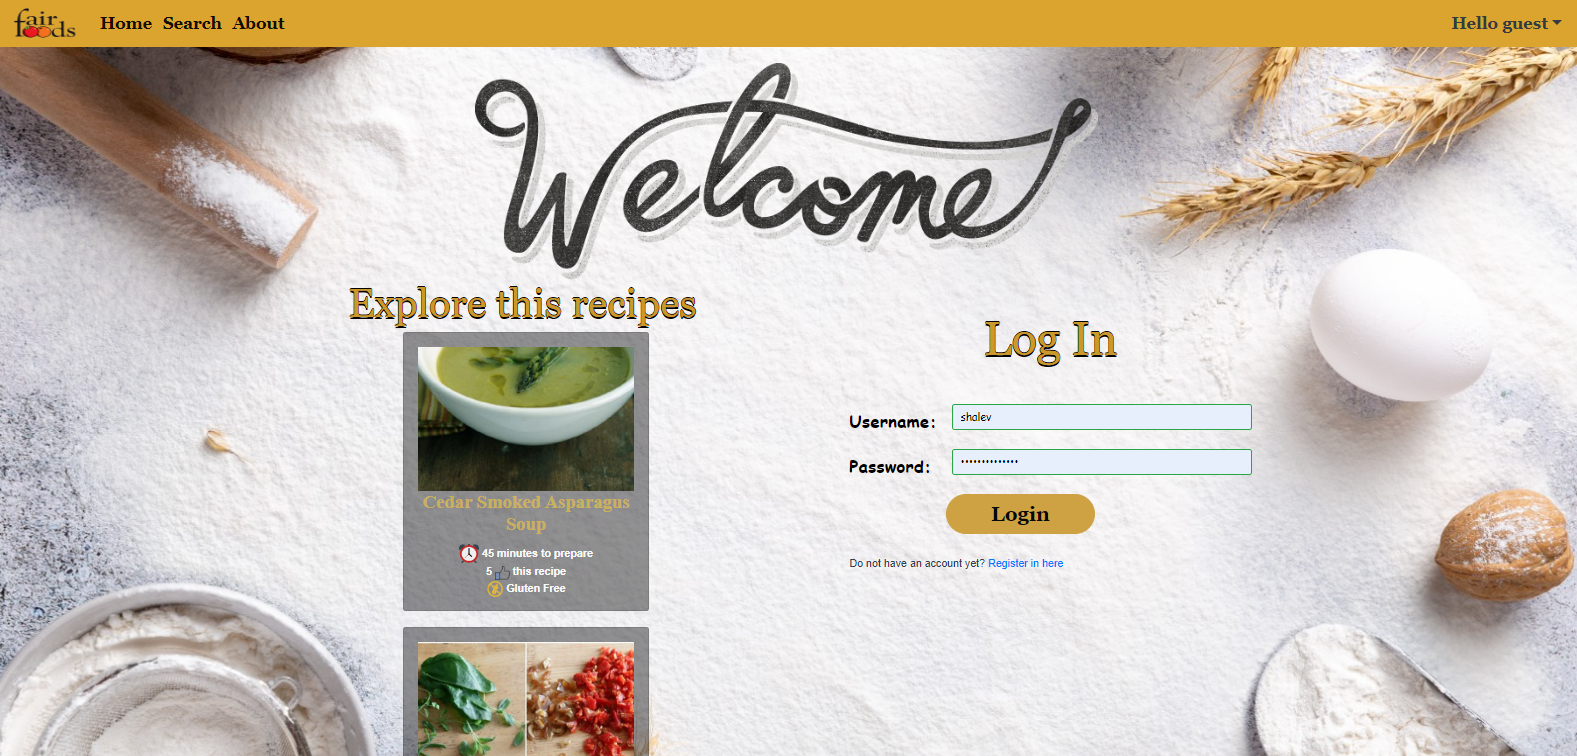 fair
foods
Home Search About
Hello guest
Welcome
Explore this recipes
Cedar Smoked Asparagus
Soup
45 minutes to prepare
5 this recipe
Gluten Free
Log In
Username:
shalev
Password:
••••••••••••••
Login
Do not have an account yet? Register in here